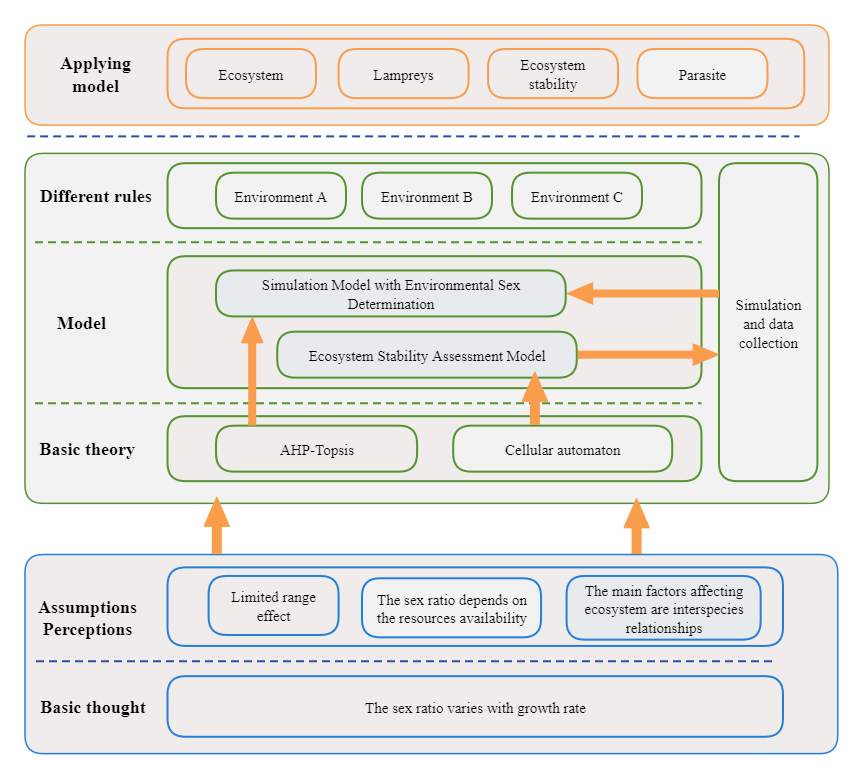 Applying
model
Ecosystem
Lampreys
Ecosystem
stability
Parasite
Different rules
Environment A
Environment B
Environment C
Model
Simulation Model with Environmental Sex
Determination
Ecosystem Stability Assessment Model
Simulation
and data
collection
Basic theory
AHP-Topsis
Cellular automaton
Assumptions
Perceptions
Limited range
effect
The sex ratio depends on
the resources availability
The main factors affecting
ecosystem are interspecies
relationships
Basic thought
The sex ratio varies with growth rate